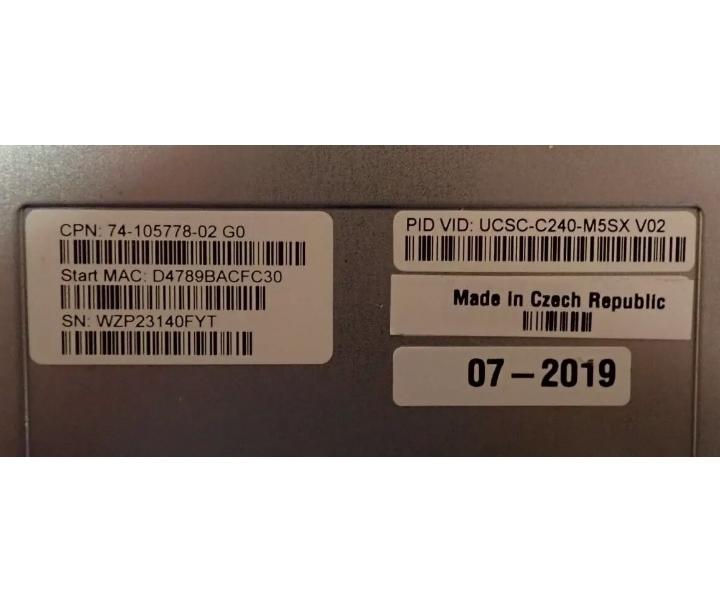 CPN: 74-105778-02 G0
Start MAC: D4789BACFC30
SN: WZP23140FYT
PID VID: UCSC-C240-M5SX V02
Made in Czech Republic
07-2019